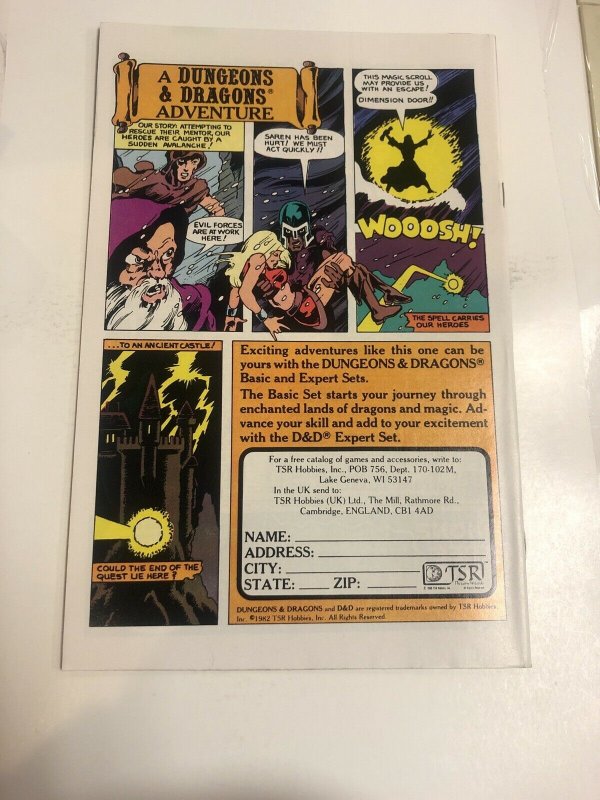 A DUNGEONS
& DRAGONS®
ADVENTURE
OUR STORY: ATTEMPTING TO
RESCUE THEIR MENTOR, OUR
HEROES ARE CAUGHT BY A
SUDDEN AVALANCHE!
EVIL FORCES
ARE AT WORK
HERE!
SAREN HAS BEEN
HURT! WE MUST
ACT QUICKLY!!
THIS MAGIC SCROLL
MAY PROVIDE US
WITH AN ESCAPE!
DIMENSION DOOR!!
WOOOSH!
THE SPELL CARRIES
OUR HEROES
...TO AN ANCIENT CASTLE!
COULD THE END OF THE
QUEST LIE HERE?
Exciting adventures like this one can be
yours with the DUNGEONS & DRAGONS®
Basic and Expert Sets.
The Basic Set starts your journey through
enchanted lands of dragons and magic. Ad-
vance your skill and add to your excitement
with the D&D® Expert Set.
For a free catalog of games and accessories, write to:
TSR Hobbies, Inc., POB 756, Dept. 170-102M,
Lake Geneva, WI 53147
In the UK send to:
TSR Hobbies (UK) Ltd., The Mill, Rathmore Rd.,
Cambridge, ENGLAND, CB1 4AD
NAME:
ADDRESS:
CITY:
STATE: ZIP:
TSR
DUNGEONS & DRAGONS and D&D are registered trademarks owned by TSR Hobbies,
Inc. ©1982 TSR Hobbies, Inc. All Rights Reserved.